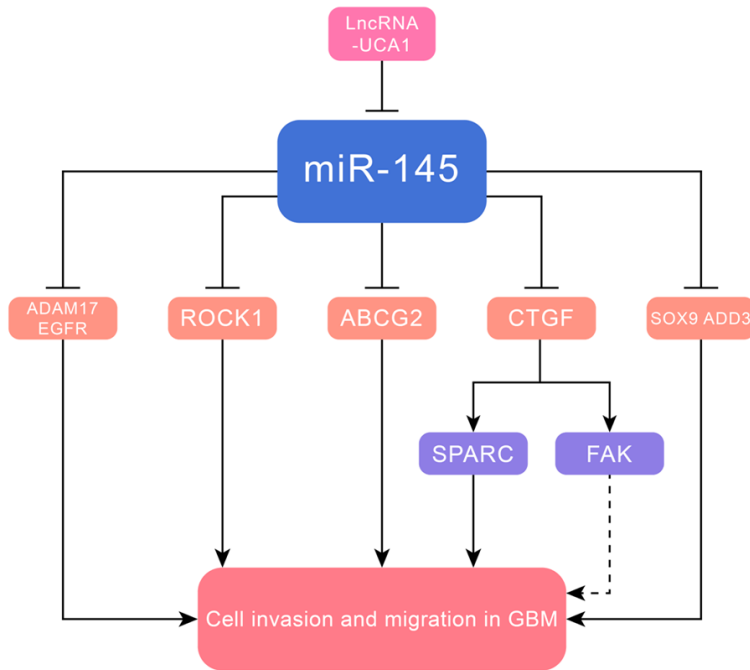 LncRNA
-UCA1
miR-145
ADAM17
EGFR
ROCK1
ABCG2
CTGF
SOX9 ADD3
SPARC
FAK
Cell invasion and migration in GBM